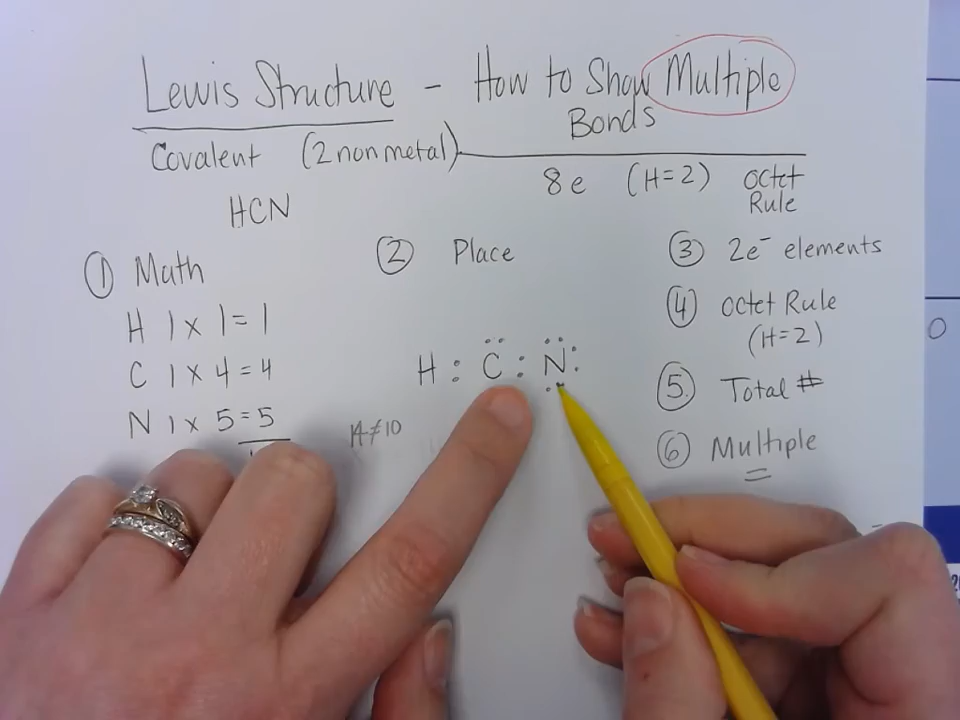 Lewis Structure - How to Show Multiple
Bonds
Covalent (2 nonmetal)
8e (H=2) octet
Rule
HCN
① Math
H 1 x 1 = 1
C 1 x 4 = 4
N 1 x 5 = 5
② Place
H : C : N :
14≠10
③ 2e⁻ elements
④ octet Rule
(H=2)
⑤ Total #
⑥ Multiple
=